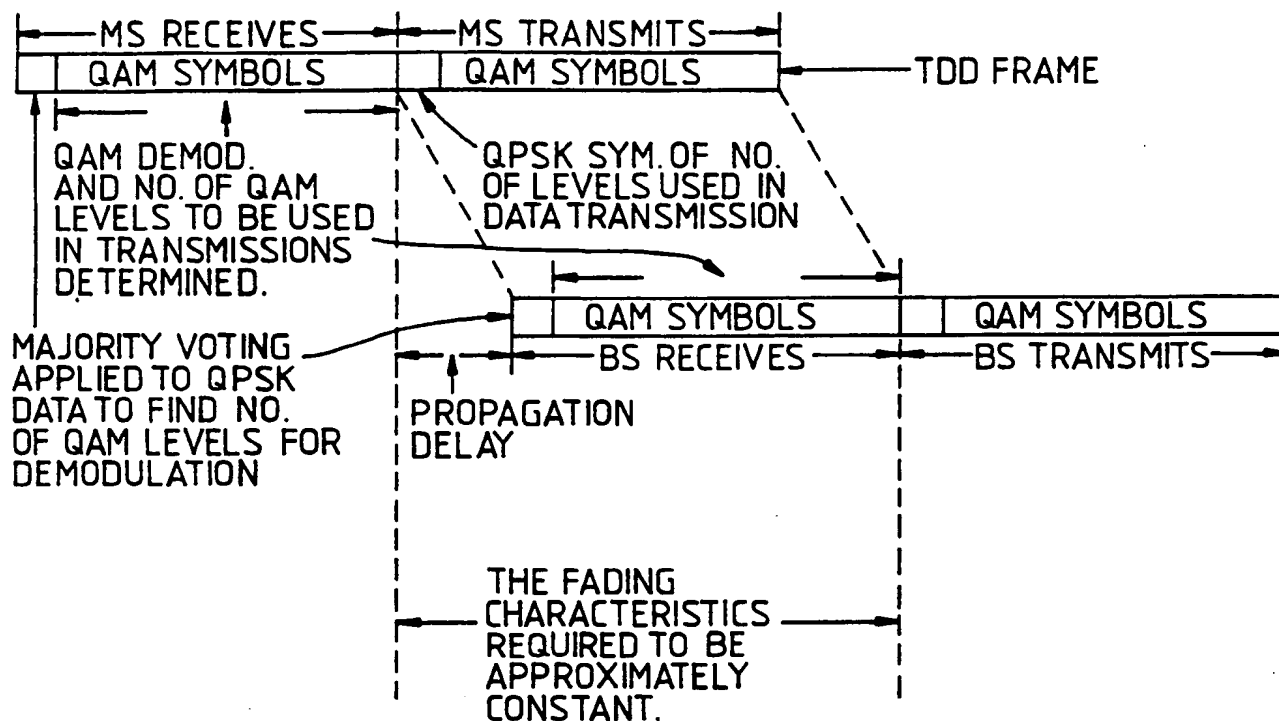 MS RECEIVES
MS TRANSMITS
QAM SYMBOLS
QAM SYMBOLS
TDD FRAME
QAM DEMOD.
AND NO. OF QAM
LEVELS TO BE USED
IN TRANSMISSIONS
DETERMINED.
QPSK SYM. OF NO.
OF LEVELS USED IN
DATA TRANSMISSION
QAM SYMBOLS
QAM SYMBOLS
BS RECEIVES
BS TRANSMITS
MAJORITY VOTING
APPLIED TO QPSK
DATA TO FIND NO.
OF QAM LEVELS FOR
DEMODULATION
PROPAGATION
DELAY
THE FADING
CHARACTERISTICS
REQUIRED TO BE
APPROXIMATELY
CONSTANT.